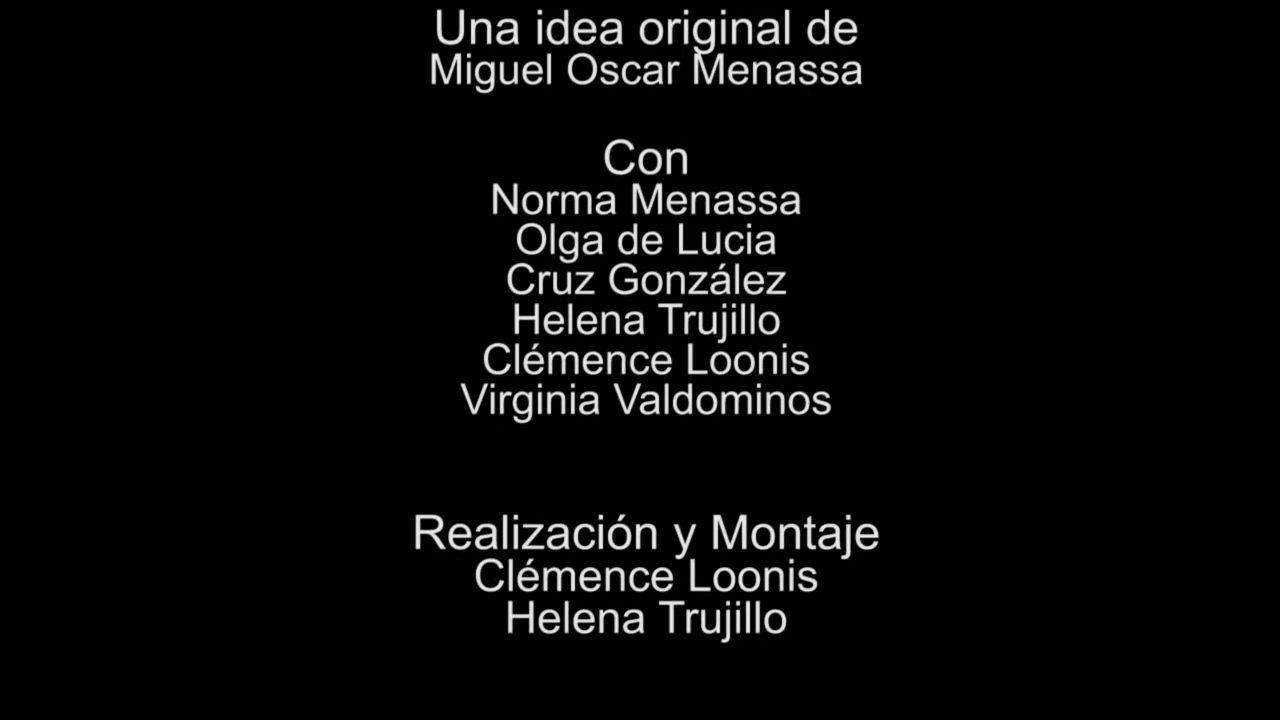 Una idea original de
Miguel Oscar Menassa
Con
Norma Menassa
Olga de Lucia
Cruz González
Helena Trujillo
Clémence Loonis
Virginia Valdominos
Realización y Montaje
Clémence Loonis
Helena Trujillo